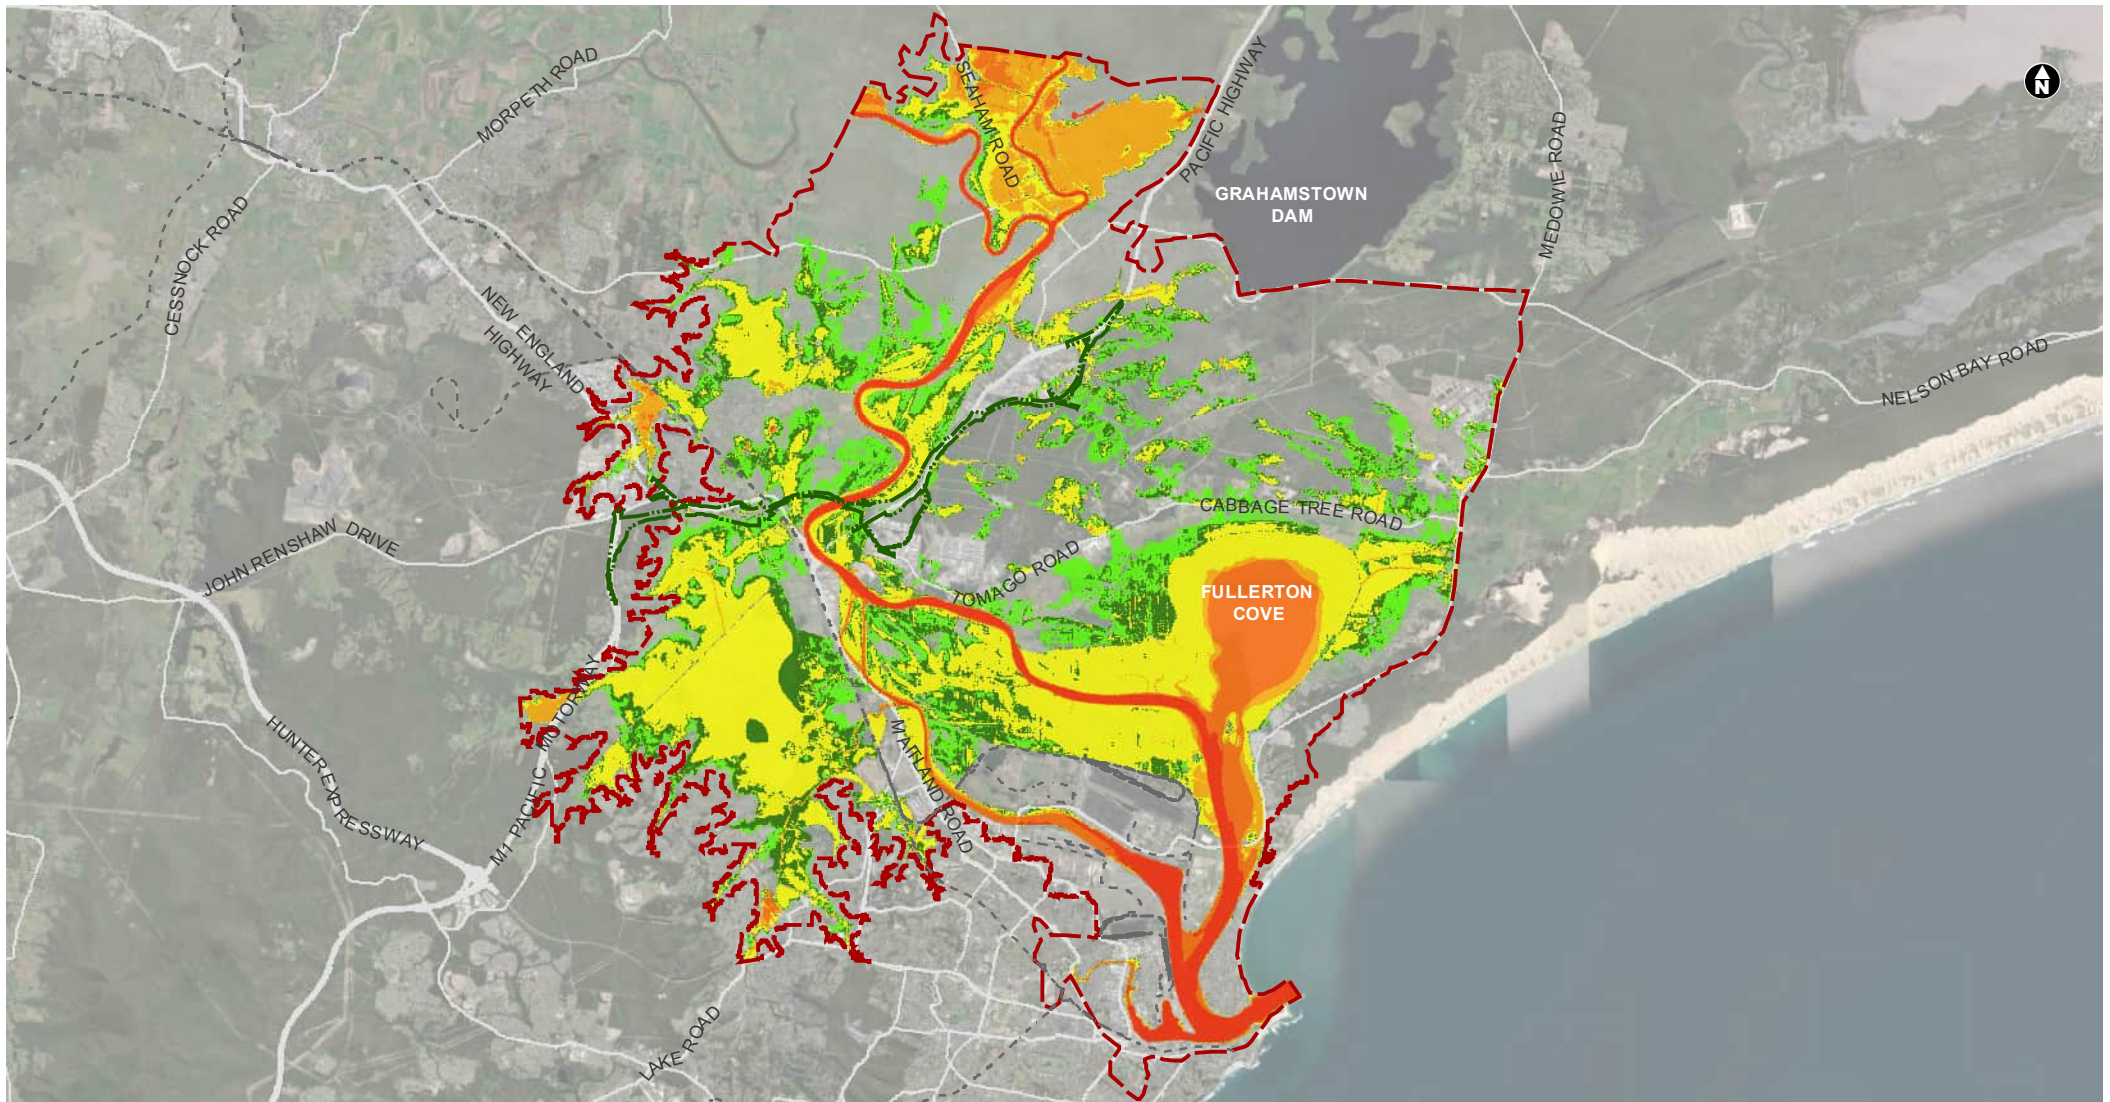 MORPETH ROAD
SEAHAM ROAD
PACIFIC HIGHWAY
N
GRAHAMSTOWN
DAM
MEDOWIE ROAD
CESSNOCK ROAD
NEW ENGLAND
HIGHWAY
NELSON BAY ROAD
CABBAGE TREE ROAD
JOHN RENSHAW DRIVE
TOMAGO ROAD
FULLERTON
COVE
HUNTER EXPRESSWAY
M1 PACIFIC MOTORWAY
MAITLAND ROAD
LAKE ROAD